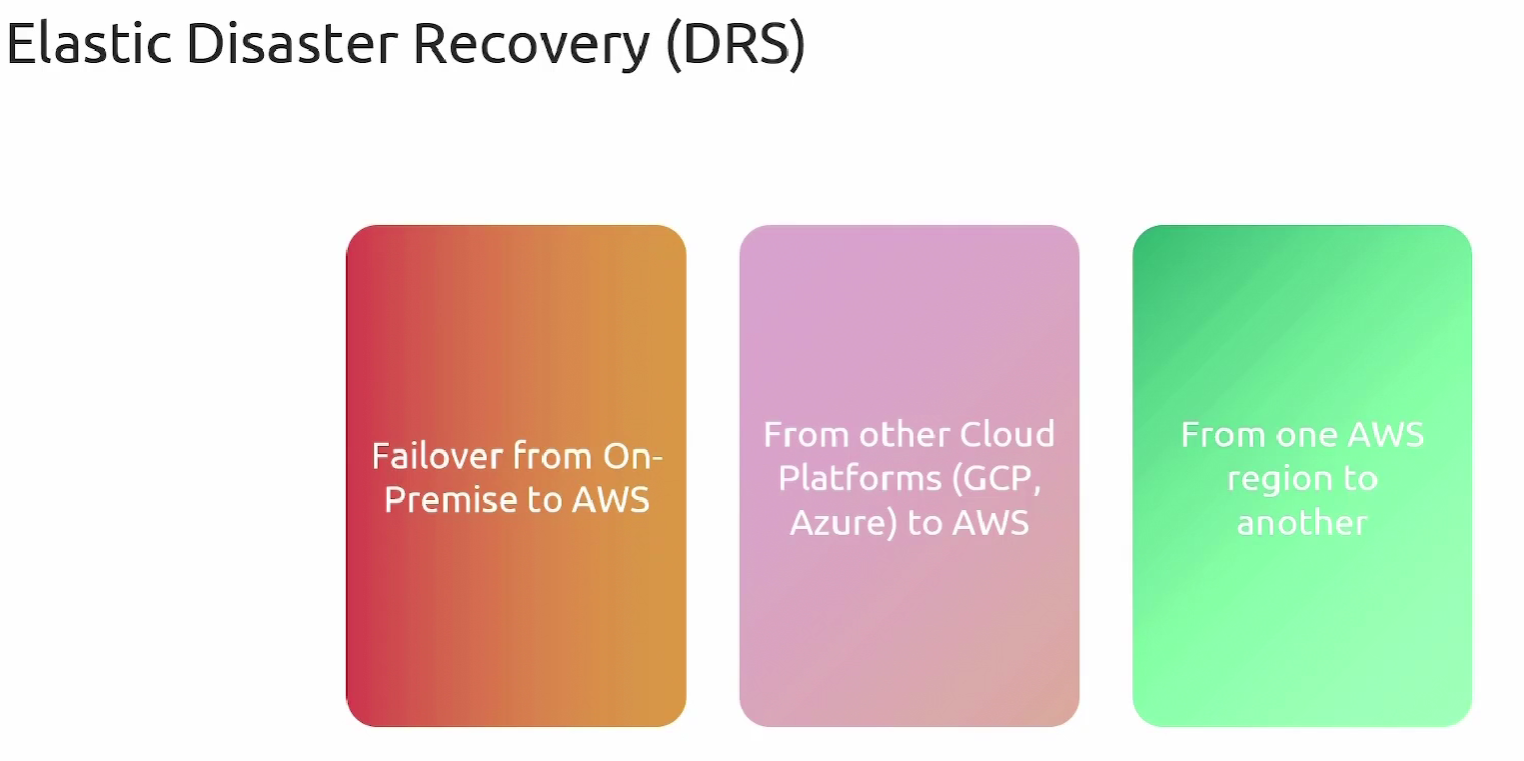 Elastic Disaster Recovery (DRS)
Failover from On-
Premise to AWS
From other Cloud
Platforms (GCP,
Azure) to AWS
From one AWS
region to
another